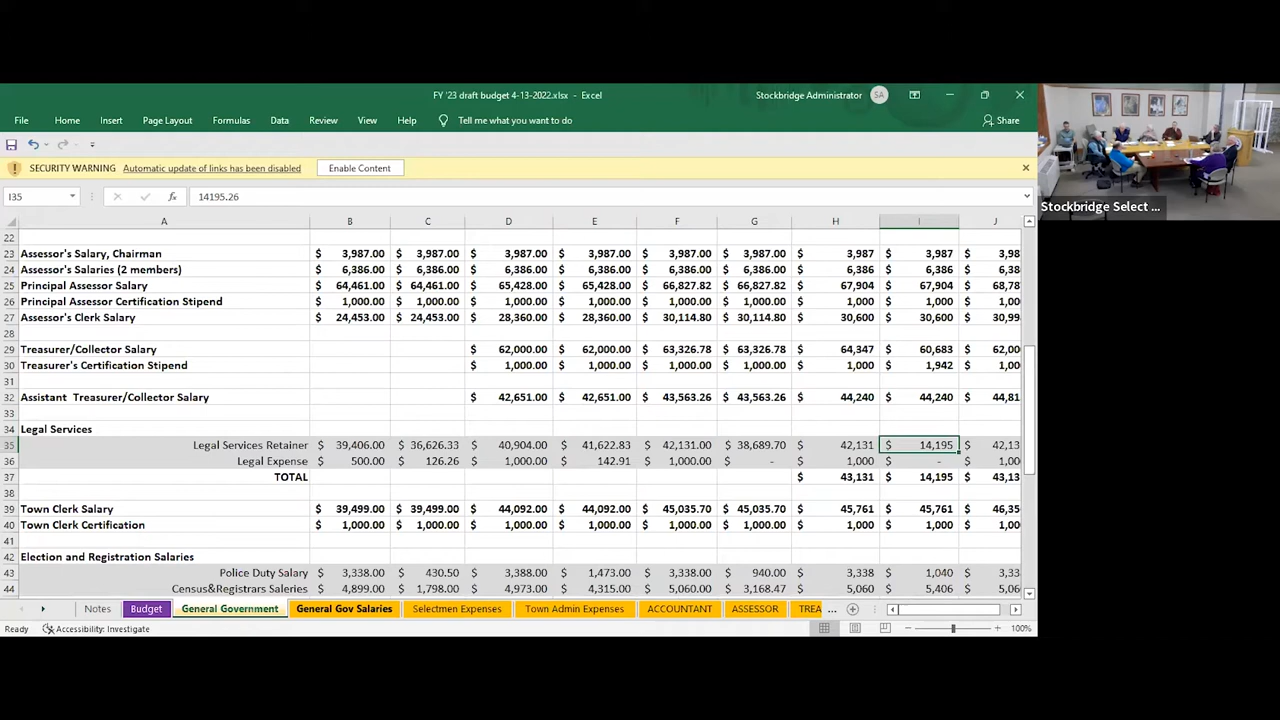 FY '23 draft budget 4-13-2022.xlsx - Excel
Stockbridge Administrator SA
File Home Insert Page Layout Formulas Data Review View Help Tell me what you want to do Share
SECURITY WARNING Automatic update of links has been disabled Enable Content
I35 fx 14195.26
A B C D E F G H I J
22
23 Assessor's Salary, Chairman $ 3,987.00 $ 3,987.00 $ 3,987.00 $ 3,987.00 $ 3,987.00 $ 3,987.00 $ 3,987 $ 3,987 $ 3,98
24 Assessor's Salaries (2 members) $ 6,386.00 $ 6,386.00 $ 6,386.00 $ 6,386.00 $ 6,386.00 $ 6,386.00 $ 6,386 $ 6,386 $ 6,38
25 Principal Assessor Salary $ 64,461.00 $ 64,461.00 $ 65,428.00 $ 65,428.00 $ 66,827.82 $ 66,827.82 $ 67,904 $ 67,904 $ 68,78
26 Principal Assessor Certification Stipend $ 1,000.00 $ 1,000.00 $ 1,000.00 $ 1,000.00 $ 1,000.00 $ 1,000.00 $ 1,000 $ 1,000 $ 1,00
27 Assessor's Clerk Salary $ 24,453.00 $ 24,453.00 $ 28,360.00 $ 28,360.00 $ 30,114.80 $ 30,114.80 $ 30,600 $ 30,600 $ 30,99
28
29 Treasurer/Collector Salary $ 62,000.00 $ 62,000.00 $ 63,326.78 $ 63,326.78 $ 64,347 $ 60,683 $ 62,00
30 Treasurer's Certification Stipend $ 1,000.00 $ 1,000.00 $ 1,000.00 $ 1,000.00 $ 1,000 $ 1,942 $ 1,00
31
32 Assistant Treasurer/Collector Salary $ 42,651.00 $ 42,651.00 $ 43,563.26 $ 43,563.26 $ 44,240 $ 44,240 $ 44,81
33
34 Legal Services
35 Legal Services Retainer $ 39,406.00 $ 36,626.33 $ 40,904.00 $ 41,622.83 $ 42,131.00 $ 38,689.70 $ 42,131 $ 14,195 $ 42,13
36 Legal Expense $ 500.00 $ 126.26 $ 1,000.00 $ 142.91 $ 1,000.00 $ - $ 1,000 $ - $ 1,00
37 TOTAL $ 43,131 $ 14,195 $ 43,13
38
39 Town Clerk Salary $ 39,499.00 $ 39,499.00 $ 44,092.00 $ 44,092.00 $ 45,035.70 $ 45,035.70 $ 45,761 $ 45,761 $ 46,35
40 Town Clerk Certification $ 1,000.00 $ 1,000.00 $ 1,000.00 $ 1,000.00 $ 1,000.00 $ 1,000.00 $ 1,000 $ 1,000 $ 1,00
41
42 Election and Registration Salaries
43 Police Duty Salary $ 3,338.00 $ 430.50 $ 3,388.00 $ 1,473.00 $ 3,338.00 $ 940.00 $ 3,338 $ 1,040 $ 3,33
44 Census&Registrars Salaries $ 4,899.00 $ 1,798.00 $ 4,973.00 $ 4,315.00 $ 5,060.00 $ 3,168.47 $ 5,060 $ 5,406 $ 5,06
Notes Budget General Government General Gov Salaries Selectmen Expenses Town Admin Expenses ACCOUNTANT ASSESSOR TREA ...
Ready Accessibility: Investigate 100%
Stockbridge Select ...